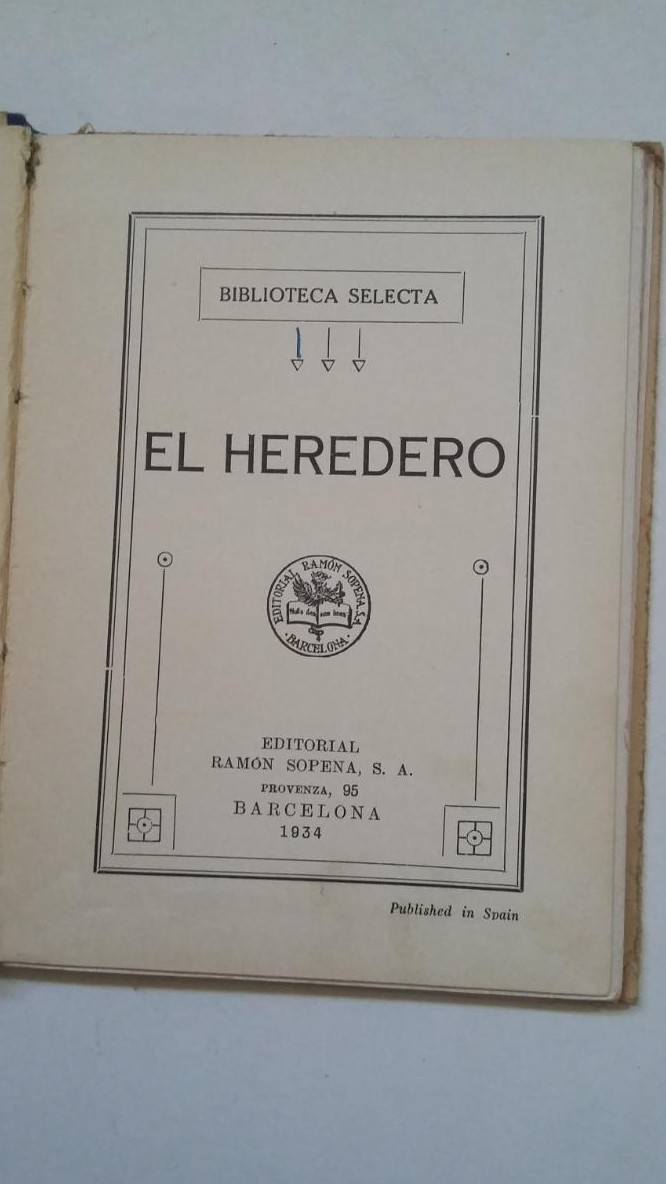 BIBLIOTECA SELECTA
EL HEREDERO
EDITORIAL RAMÓN SOPENA, S.A.
· BARCELONA ·
EDITORIAL
RAMÓN SOPENA, S. A.
PROVENZA, 95
BARCELONA
1934
Published in Spain